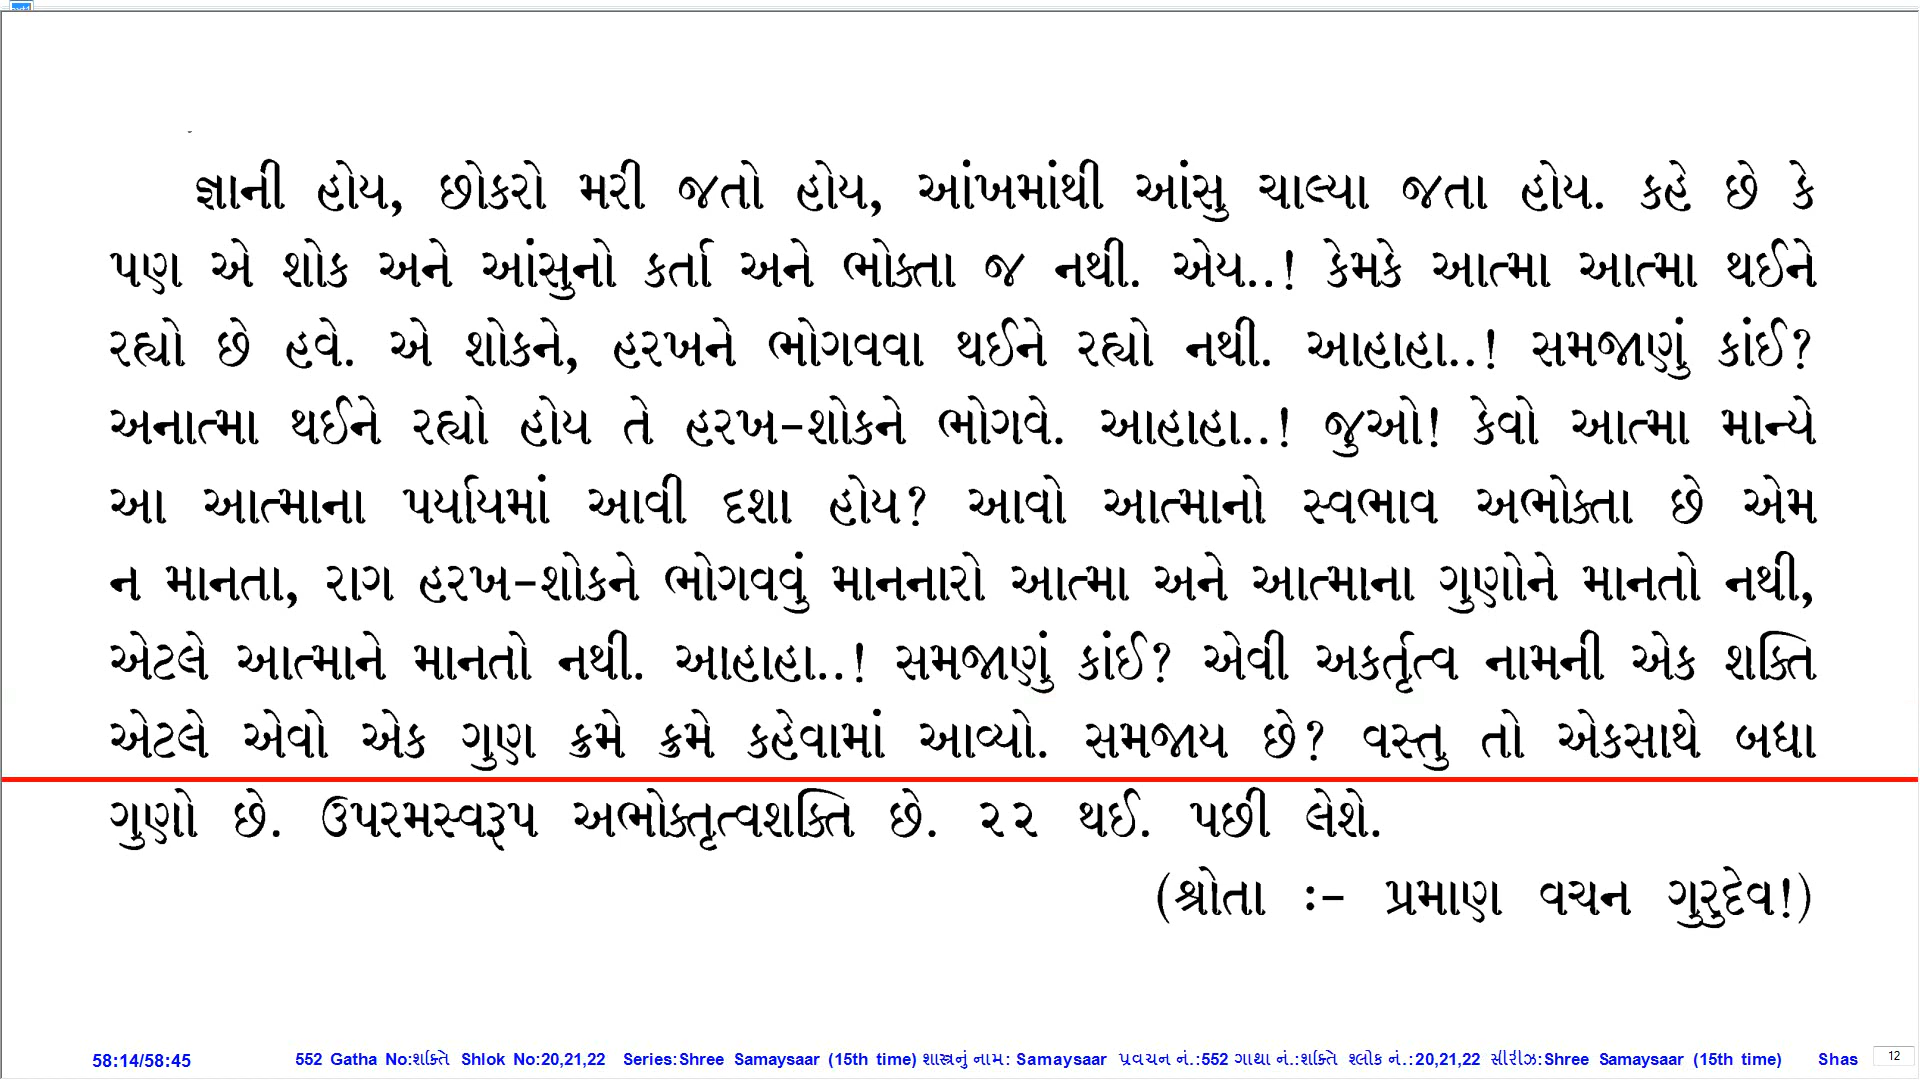 જ્ઞાની હોય, છોકરો મરી જતો હોય, આંખમાંથી આંસુ ચાલ્યા જતા હોય. કહે છે કે
પણ એ શોક અને આંસુનો કર્તા અને ભોક્તા જ નથી. એય..! કેમકે આત્મા આત્મા થઈને
રહ્યો છે હવે. એ શોકને, હરખને ભોગવવા થઈને રહ્યો નથી. આહાહા..! સમજાણું કાંઈ?
અનાત્મા થઈને રહ્યો હોય તે હરખ-શોકને ભોગવે. આહાહા..! જુઓ! કેવો આત્મા માન્યે
આ આત્માના પર્યાયમાં આવી દશા હોય? આવો આત્માનો સ્વભાવ અભોક્તા છે એમ
ન માનતા, રાગ હરખ-શોકને ભોગવવું માનનારો આત્મા અને આત્માના ગુણોને માનતો નથી,
એટલે આત્માને માનતો નથી. આહાહા..! સમજાણું કાંઈ? એવી અકર્તૃત્વ નામની એક શક્તિ
એટલે એવો એક ગુણ ક્રમે ક્રમે કહેવામાં આવ્યો. સમજાય છે? વસ્તુ તો એકસાથે બધા
ગુણો છે. ઉપરમસ્વરૂપ અભોક્તૃત્વશક્તિ છે. ૨૨ થઈ. પછી લેશે.
(શ્રોતા :- પ્રમાણ વચન ગુરુદેવ!)
58:14/58:45 552 Gatha No:શક્તિ Shlok No:20,21,22 Series:Shree Samaysaar (15th time) શાસ્ત્રનું નામ: Samaysaar પ્રવચન નં.:552 ગાથા નં.:શક્તિ શ્લોક નં.:20,21,22 સીરીઝ:Shree Samaysaar (15th time) Shas 12